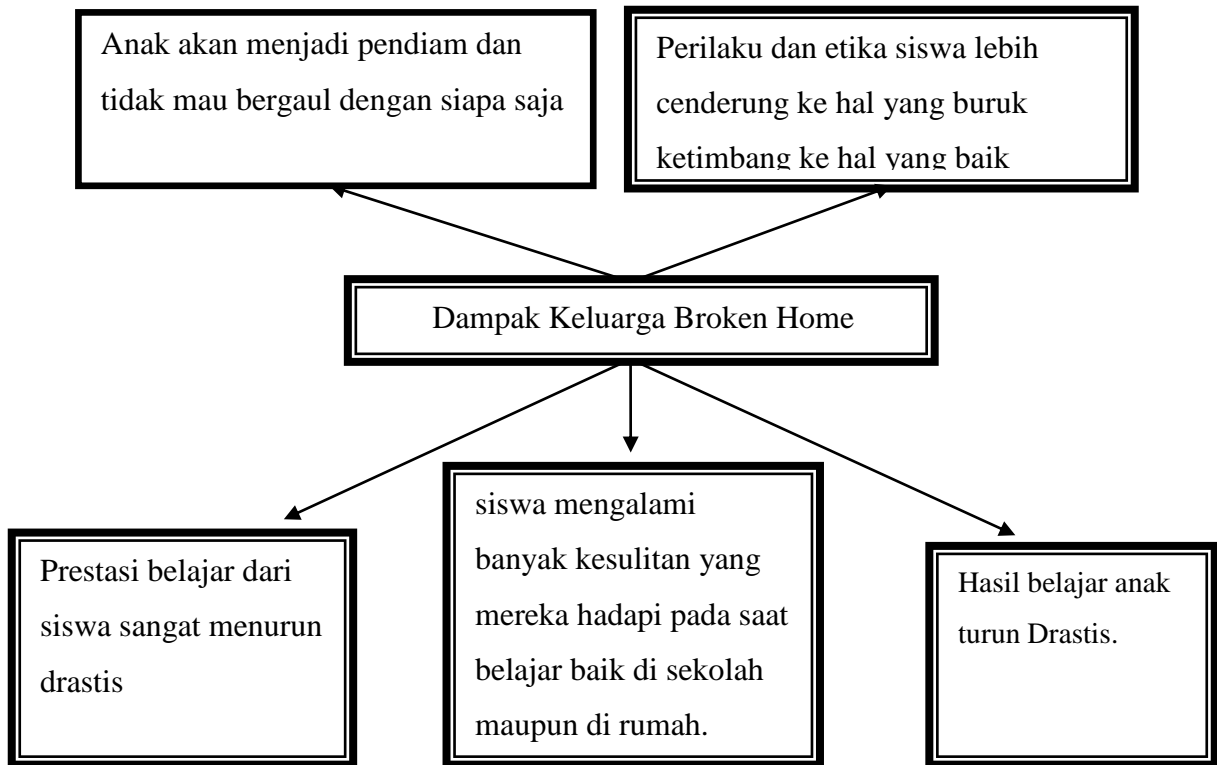 Anak akan menjadi pendiam dan
tidak mau bergaul dengan siapa saja
Perilaku dan etika siswa lebih
cenderung ke hal yang buruk
ketimbang ke hal yang baik
Dampak Keluarga Broken Home
Prestasi belajar dari
siswa sangat menurun
drastis
siswa mengalami
banyak kesulitan yang
mereka hadapi pada saat
belajar baik di sekolah
maupun di rumah.
Hasil belajar anak
turun Drastis.